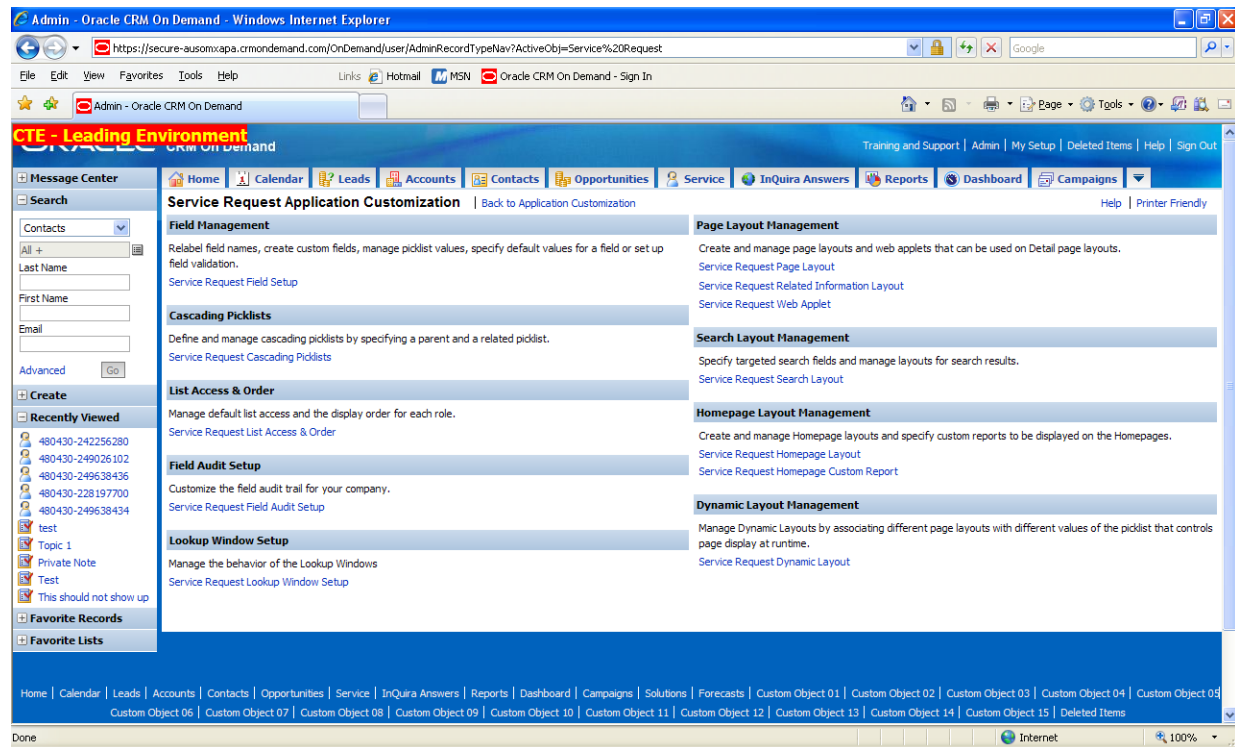 Admin - Oracle CRM On Demand - Windows Internet Explorer
https://secure-ausomxapa.crmondemand.com/OnDemand/user/AdminRecordTypeNav?ActiveObj=Service%20Request
Google
File Edit View Favorites Tools Help Links Hotmail MSN Oracle CRM On Demand - Sign In
Admin - Oracle CRM On Demand
Page Tools
CTE - Leading Environment
CRM On Demand
Training and Support | Admin | My Setup | Deleted Items | Help | Sign Out
Message Center
Home Calendar Leads Accounts Contacts Opportunities Service InQuira Answers Reports Dashboard Campaigns
Search
Contacts
All +
Last Name
First Name
Email
Advanced Go
Create
Recently Viewed
480430-242256280
480430-249026102
480430-249638436
480430-228197700
480430-249638434
test
Topic 1
Private Note
Test
This should not show up
Favorite Records
Favorite Lists
Service Request Application Customization | Back to Application Customization
Help | Printer Friendly
Field Management
Relabel field names, create custom fields, manage picklist values, specify default values for a field or set up
field validation.
Service Request Field Setup
Cascading Picklists
Define and manage cascading picklists by specifying a parent and a related picklist.
Service Request Cascading Picklists
List Access & Order
Manage default list access and the display order for each role.
Service Request List Access & Order
Field Audit Setup
Customize the field audit trail for your company.
Service Request Field Audit Setup
Lookup Window Setup
Manage the behavior of the Lookup Windows
Service Request Lookup Window Setup
Page Layout Management
Create and manage page layouts and web applets that can be used on Detail page layouts.
Service Request Page Layout
Service Request Related Information Layout
Service Request Web Applet
Search Layout Management
Specify targeted search fields and manage layouts for search results.
Service Request Search Layout
Homepage Layout Management
Create and manage Homepage layouts and specify custom reports to be displayed on the Homepages.
Service Request Homepage Layout
Service Request Homepage Custom Report
Dynamic Layout Management
Manage Dynamic Layouts by associating different page layouts with different values of the picklist that controls
page display at runtime.
Service Request Dynamic Layout
Home | Calendar | Leads | Accounts | Contacts | Opportunities | Service | InQuira Answers | Reports | Dashboard | Campaigns | Solutions | Forecasts | Custom Object 01 | Custom Object 02 | Custom Object 03 | Custom Object 04 | Custom Object 05
Custom Object 06 | Custom Object 07 | Custom Object 08 | Custom Object 09 | Custom Object 10 | Custom Object 11 | Custom Object 12 | Custom Object 13 | Custom Object 14 | Custom Object 15 | Deleted Items
Done
Internet
100%